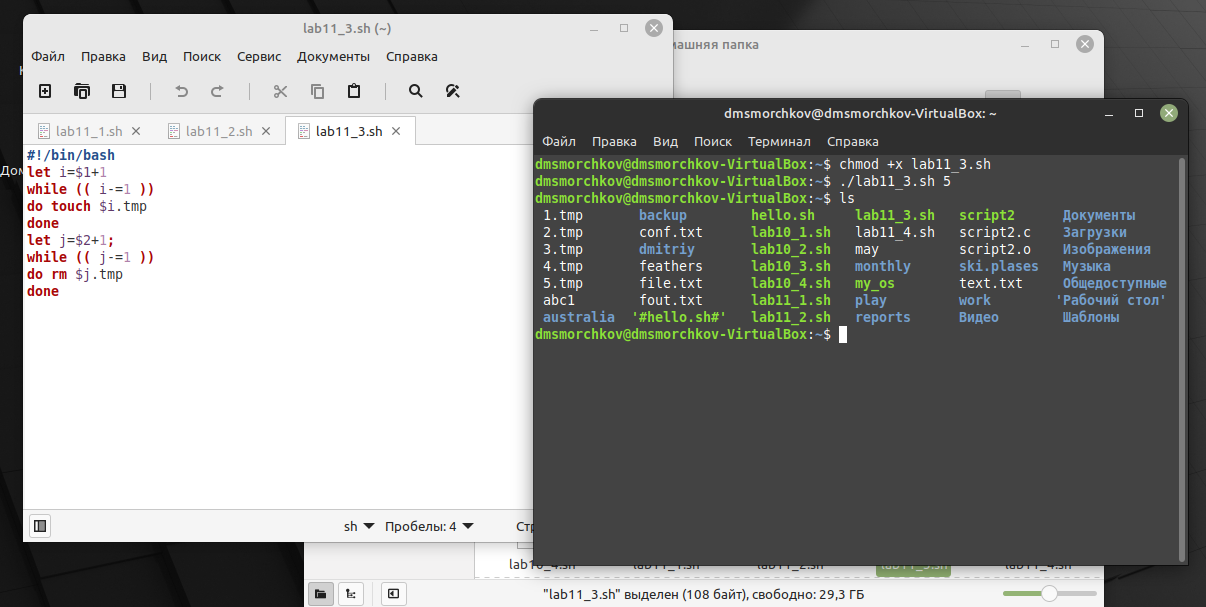 lab11_3.sh (~)
Файл Правка Вид Поиск Сервис Документы Справка
lab11_1.sh lab11_2.sh lab11_3.sh
#!/bin/bash
let i=$1+1
while (( i-=1 ))
do touch $i.tmp
done
let j=$2+1;
while (( j-=1 ))
do rm $j.tmp
done
sh Пробелы: 4 Стр
машняя папка
Дом
dmsmorchkov@dmsmorchkov-VirtualBox: ~
Файл Правка Вид Поиск Терминал Справка
dmsmorchkov@dmsmorchkov-VirtualBox:~$ chmod +x lab11_3.sh
dmsmorchkov@dmsmorchkov-VirtualBox:~$ ./lab11_3.sh 5
dmsmorchkov@dmsmorchkov-VirtualBox:~$ ls
1.tmp backup hello.sh lab11_3.sh script2 Документы
2.tmp conf.txt lab10_1.sh lab11_4.sh script2.c Загрузки
3.tmp dmitriy lab10_2.sh may script2.o Изображения
4.tmp feathers lab10_3.sh monthly ski.plases Музыка
5.tmp file.txt lab10_4.sh my_os text.txt Общедоступные
abc1 fout.txt lab11_1.sh play work 'Рабочий стол'
australia '#hello.sh#' lab11_2.sh reports Видео Шаблоны
dmsmorchkov@dmsmorchkov-VirtualBox:~$
lab10_4.sh lab11_1.sh lab11_2.sh lab11_3.sh lab11_4.sh
"lab11_3.sh" выделен (108 байт), свободно: 29,3 ГБ